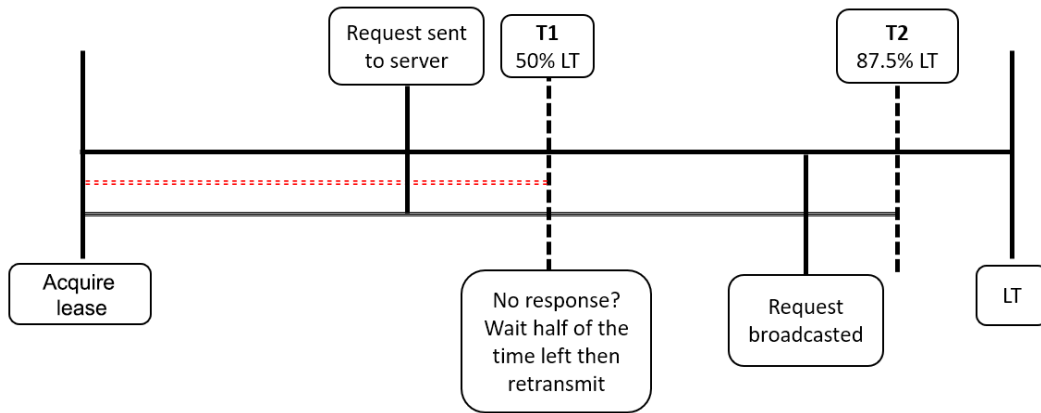 Request sent
to server
T1
50% LT
T2
87.5% LT
Acquire
lease
No response?
Wait half of the
time left then
retransmit
Request
broadcasted
LT